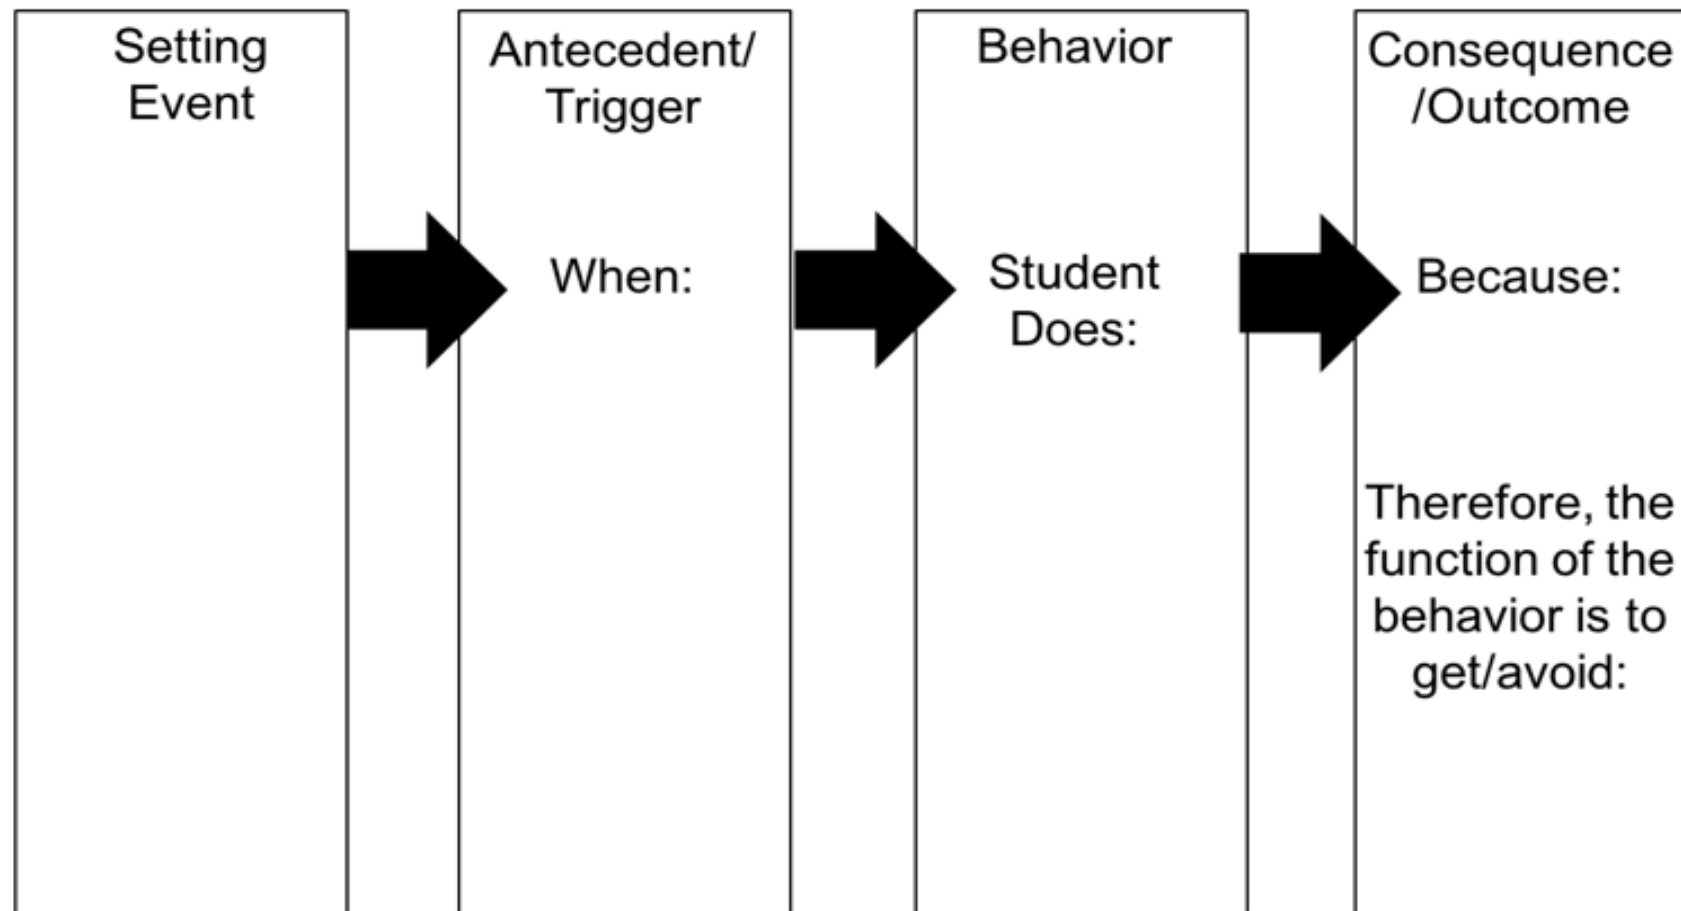 Setting
Event
Antecedent/
Trigger
When:
Behavior
Student
Does:
Consequence
/Outcome
Because:
Therefore, the
function of the
behavior is to
get/avoid: